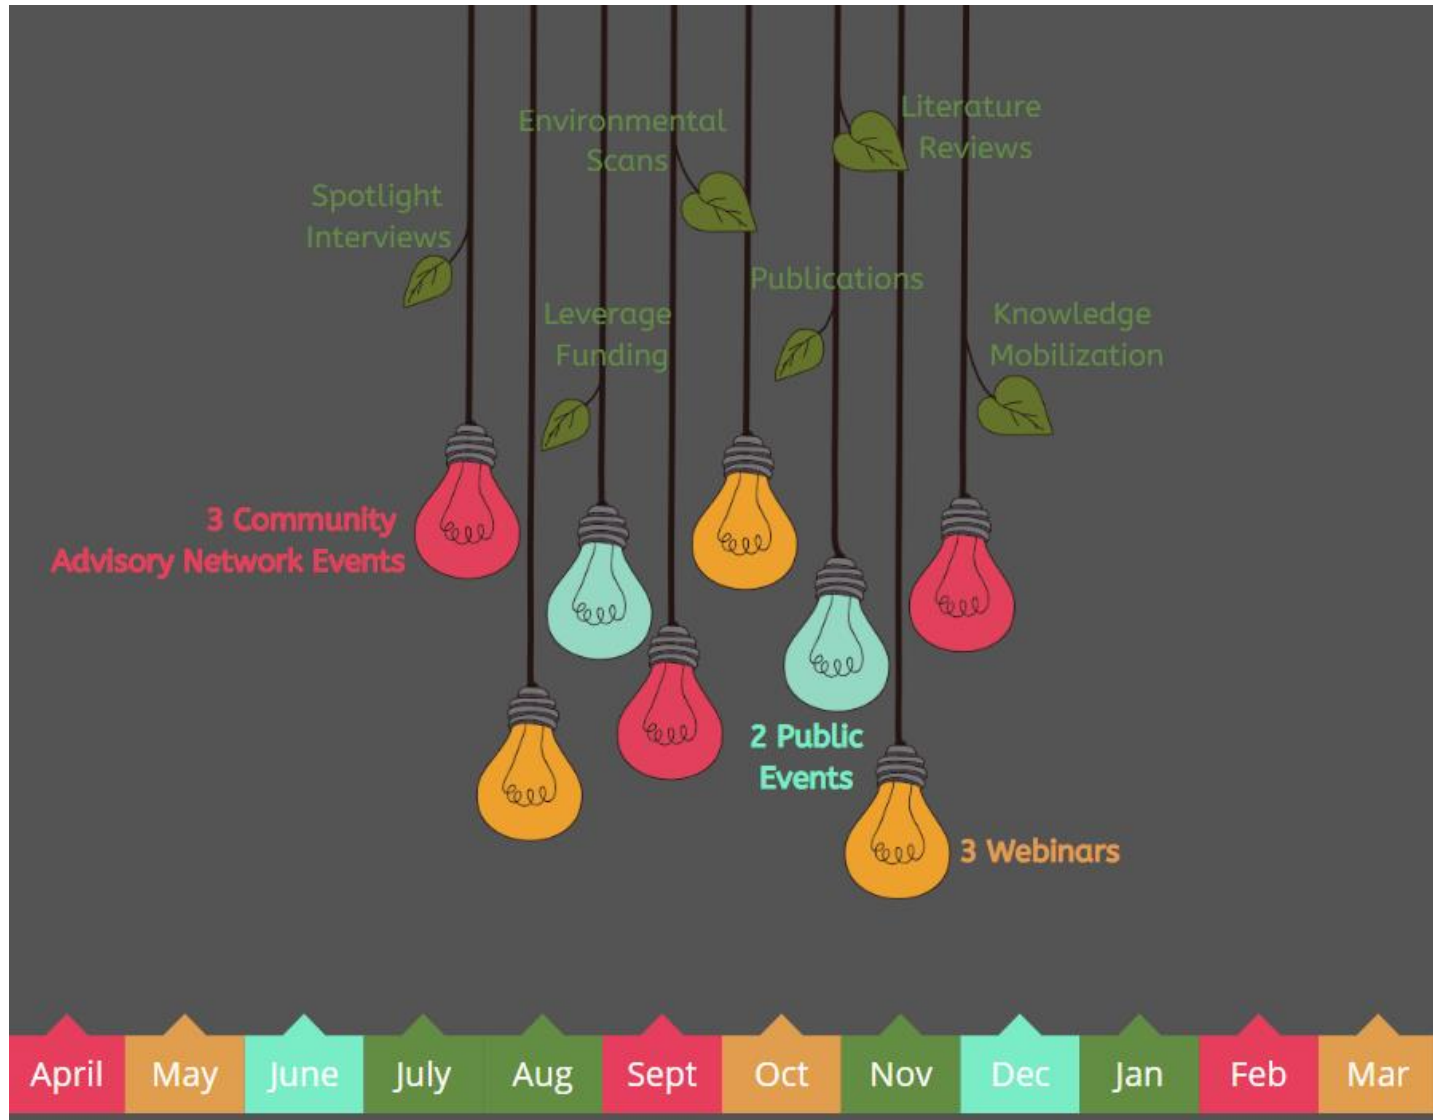 Environmental
Scans
Literature
Reviews
Spotlight
Interviews
Publications
Leverage
Funding
Knowledge
Mobilization
3 Community
Advisory Network Events
2 Public
Events
3 Webinars
April May June July Aug Sept Oct Nov Dec Jan Feb Mar